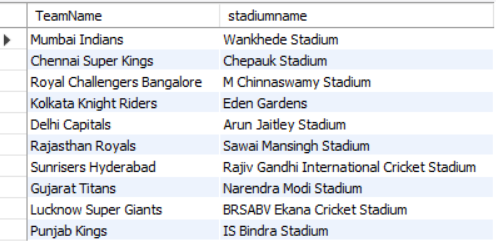 TeamName stadiumname
Mumbai Indians Wankhede Stadium
Chennai Super Kings Chepauk Stadium
Royal Challengers Bangalore M Chinnaswamy Stadium
Kolkata Knight Riders Eden Gardens
Delhi Capitals Arun Jaitley Stadium
Rajasthan Royals Sawai Mansingh Stadium
Sunrisers Hyderabad Rajiv Gandhi International Cricket Stadium
Gujarat Titans Narendra Modi Stadium
Lucknow Super Giants BRSABV Ekana Cricket Stadium
Punjab Kings IS Bindra Stadium